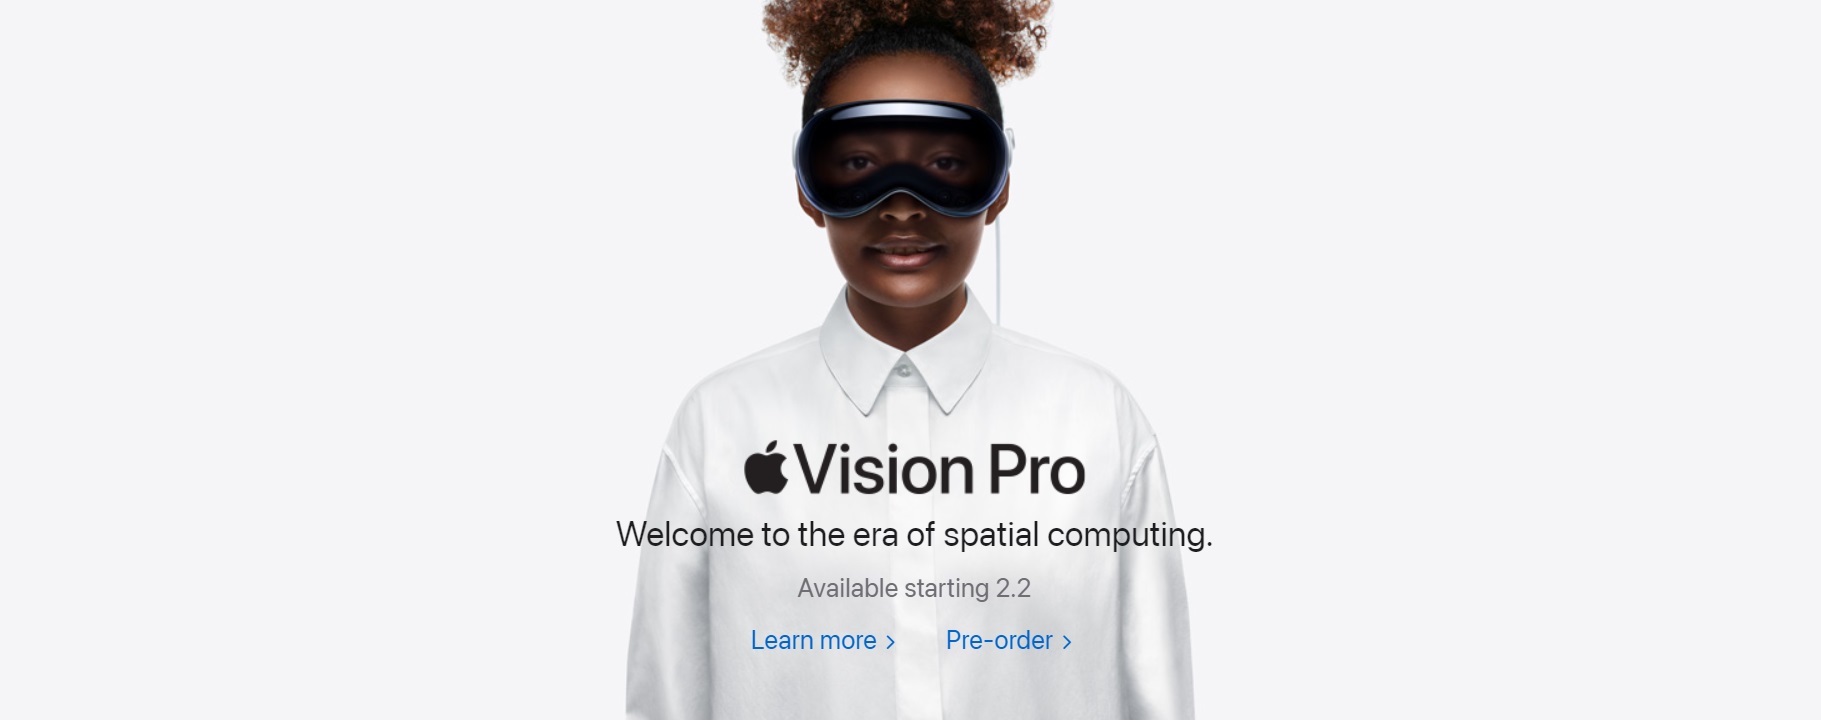 Vision Pro
Welcome to the era of spatial computing.
Available starting 2.2
Learn more >
Pre-order >